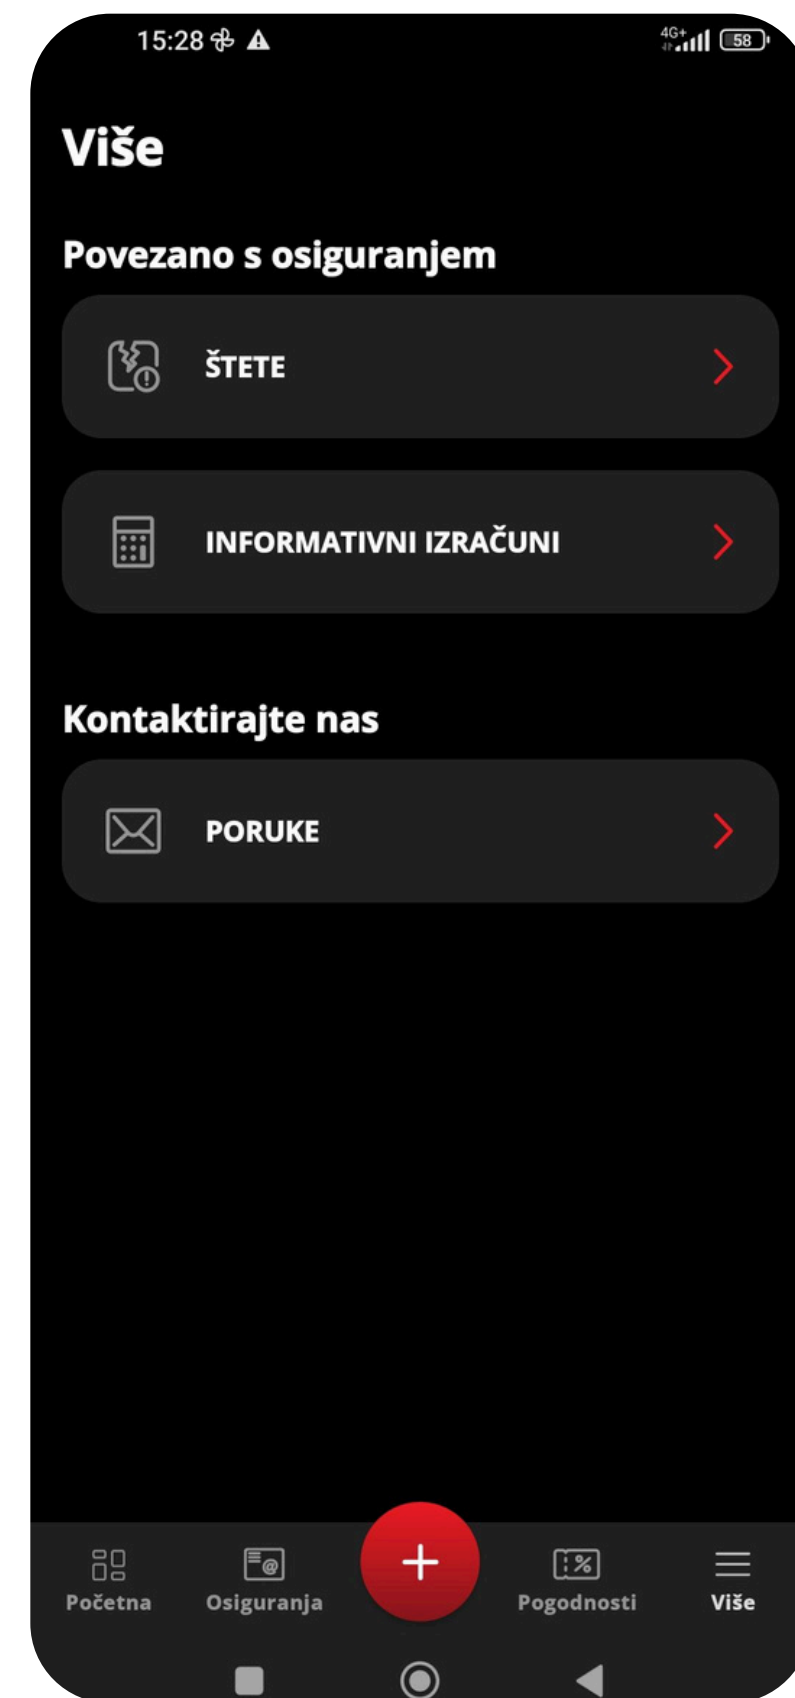 15:28
4G+
58
Više
Povezano s osiguranjem
ŠTETE
INFORMATIVNI IZRAČUNI
Kontaktirajte nas
PORUKE
Početna
Osiguranja
Pogodnosti
Više